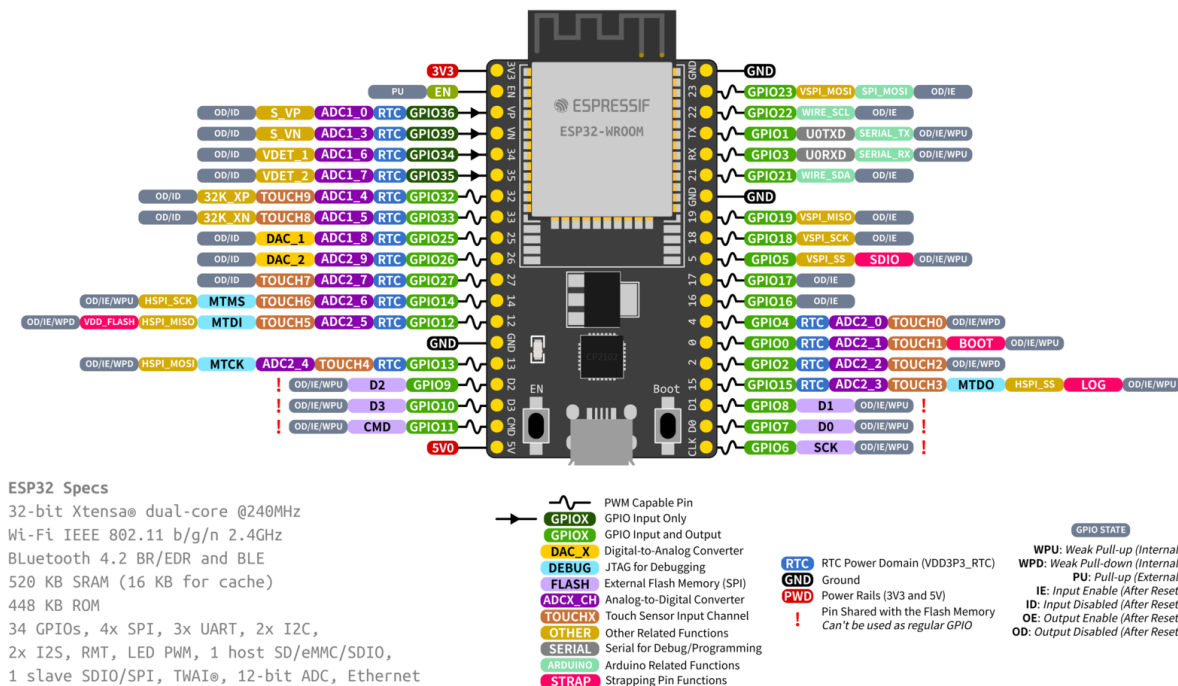 3V3 3V3 GND GND
PU EN EN 23 GPIO23 VSPI_MOSI SPI_MOSI OD/IE
OD/ID S_VP ADC1_0 RTC GPIO36 VP 22 GPIO22 WIRE_SCL OD/IE
OD/ID S_VN ADC1_3 RTC GPIO39 VN TX GPIO1 U0TXD SERIAL_TX OD/IE/WPU
OD/ID VDET_1 ADC1_6 RTC GPIO34 34 RX GPIO3 U0RXD SERIAL_RX OD/IE/WPU
OD/ID VDET_2 ADC1_7 RTC GPIO35 35 21 GPIO21 WIRE_SDA OD/IE
OD/ID 32K_XP TOUCH9 ADC1_4 RTC GPIO32 32 GND GND
OD/ID 32K_XN TOUCH8 ADC1_5 RTC GPIO33 33 19 GPIO19 VSPI_MISO OD/IE
OD/ID DAC_1 ADC1_8 RTC GPIO25 25 18 GPIO18 VSPI_SCK OD/IE
OD/ID DAC_2 ADC2_9 RTC GPIO26 26 5 GPIO5 VSPI_SS SDIO OD/IE/WPU
OD/ID TOUCH7 ADC2_7 RTC GPIO27 27 17 GPIO17 OD/IE
OD/IE/WPU HSPI_SCK MTMS TOUCH6 ADC2_6 RTC GPIO14 14 16 GPIO16 OD/IE
OD/IE/WPD VDD_FLASH HSPI_MISO MTDI TOUCH5 ADC2_5 RTC GPIO12 12 4 GPIO4 RTC ADC2_0 TOUCH0 OD/IE/WPD
GND GND 0 GPIO0 RTC ADC2_1 TOUCH1 BOOT OD/IE/WPU
OD/IE/WPD HSPI_MOSI MTCK ADC2_4 TOUCH4 RTC GPIO13 13 2 GPIO2 RTC ADC2_2 TOUCH2 OD/IE/WPD
! OD/IE/WPU D2 GPIO9 D2 15 GPIO15 RTC ADC2_3 TOUCH3 MTDO HSPI_SS LOG OD/IE/WPU
! OD/IE/WPU D3 GPIO10 D3 D1 GPIO8 D1 OD/IE/WPU !
! OD/IE/WPU CMD GPIO11 CMD D0 GPIO7 D0 OD/IE/WPU !
5V0 5V CLK GPIO6 SCK OD/IE/WPU !
ESPRESSIF
ESP32-WROOM
CP2102
EN Boot
ESP32 Specs
32-bit Xtensa® dual-core @240MHz
Wi-Fi IEEE 802.11 b/g/n 2.4GHz
BLuetooth 4.2 BR/EDR and BLE
520 KB SRAM (16 KB for cache)
448 KB ROM
34 GPIOs, 4x SPI, 3x UART, 2x I2C,
2x I2S, RMT, LED PWM, 1 host SD/eMMC/SDIO,
1 slave SDIO/SPI, TWAI®, 12-bit ADC, Ethernet
PWM Capable Pin
GPIOX GPIO Input Only
GPIOX GPIO Input and Output
DAC_X Digital-to-Analog Converter
DEBUG JTAG for Debugging
FLASH External Flash Memory (SPI)
ADCX_CH Analog-to-Digital Converter
TOUCHX Touch Sensor Input Channel
OTHER Other Related Functions
SERIAL Serial for Debug/Programming
ARDUINO Arduino Related Functions
STRAP Strapping Pin Functions
RTC RTC Power Domain (VDD3P3_RTC)
GND Ground
PWD Power Rails (3V3 and 5V)
! Pin Shared with the Flash Memory
Can't be used as regular GPIO
GPIO STATE
WPU: Weak Pull-up (Internal
WPD: Weak Pull-down (Internal
PU: Pull-up (External
IE: Input Enable (After Reset
ID: Input Disabled (After Reset
OE: Output Enable (After Reset
OD: Output Disabled (After Reset